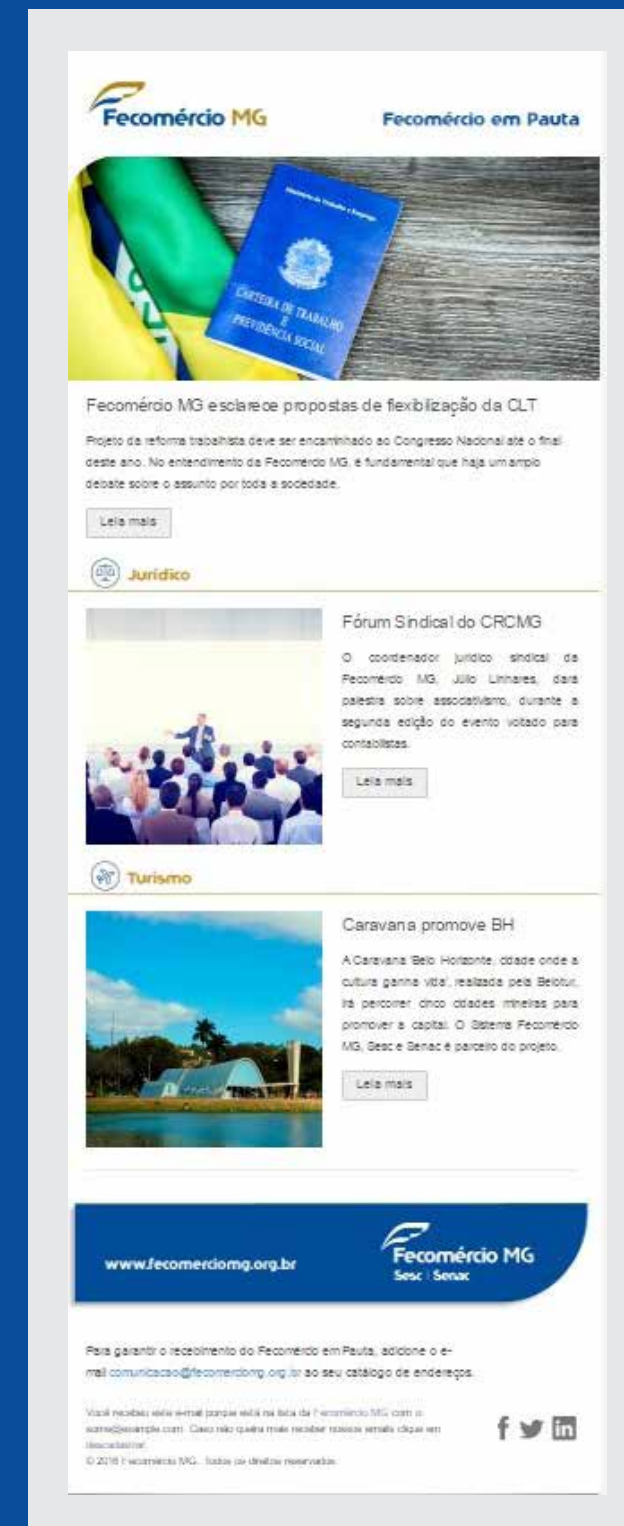 Fecomércio MG
Fecomércio em Pauta
Ministério do Trabalho e Emprego
CARTEIRA DE TRABALHO
E
PREVIDÊNCIA SOCIAL
Fecomércio MG esclarece propostas de flexibilização da CLT
Projeto da reforma trabalhista deve ser encaminhado ao Congresso Nacional até o final
deste ano. No entendimento da Fecomércio MG, é fundamental que haja um amplo
debate sobre o assunto por toda a sociedade.
Leia mais
Jurídico
Fórum Sindical do CRCMG
O coordenador jurídico sindical da
Fecomércio MG, Júlio Linhares, dará
palestra sobre associativismo, durante a
segunda edição do evento votado para
contabilistas.
Leia mais
Turismo
Caravana promove BH
A Caravana 'Belo Horizonte, cidade onde a
cultura ganha vida', realizada pela Belotur,
irá percorrer cinco cidades mineiras para
promover a capital. O Sistema Fecomércio
MG, Sesc e Senac é parceiro do projeto.
Leia mais
www.fecomerciomg.org.br
Fecomércio MG
Sesc | Senac
Para garantir o recebimento do Fecomércio em Pauta, adicione o e-
mail comunicacao@fecomerciomg.org.br ao seu catálogo de endereços.
Você recebeu este e-mail porque está na lista da Fecomércio MG com o
some@example.com. Caso não queira mais receber nossos emails clique em
descadastrar.
© 2016 Fecomércio MG. Todos os direitos reservados.